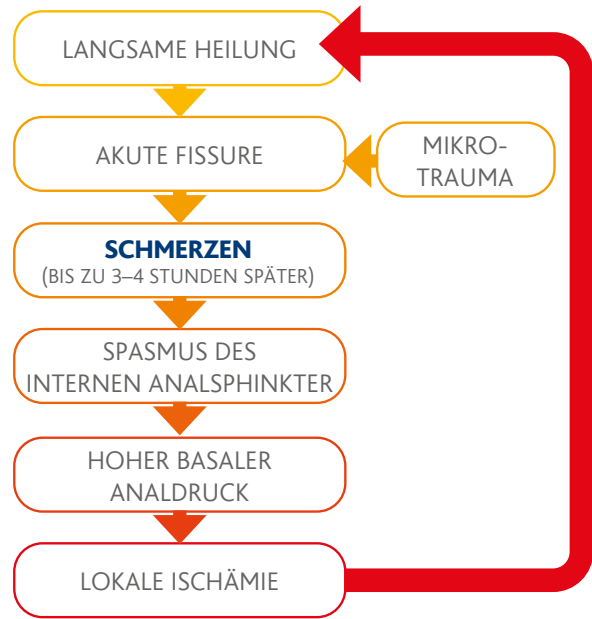 LANGSAME HEILUNG
AKUTE FISSURE
MIKRO-
TRAUMA
SCHMERZEN
(BIS ZU 3–4 STUNDEN SPÄTER)
SPASMUS DES
INTERNEN ANALSPHINKTER
HOHER BASALER
ANALDRUCK
LOKALE ISCHÄMIE